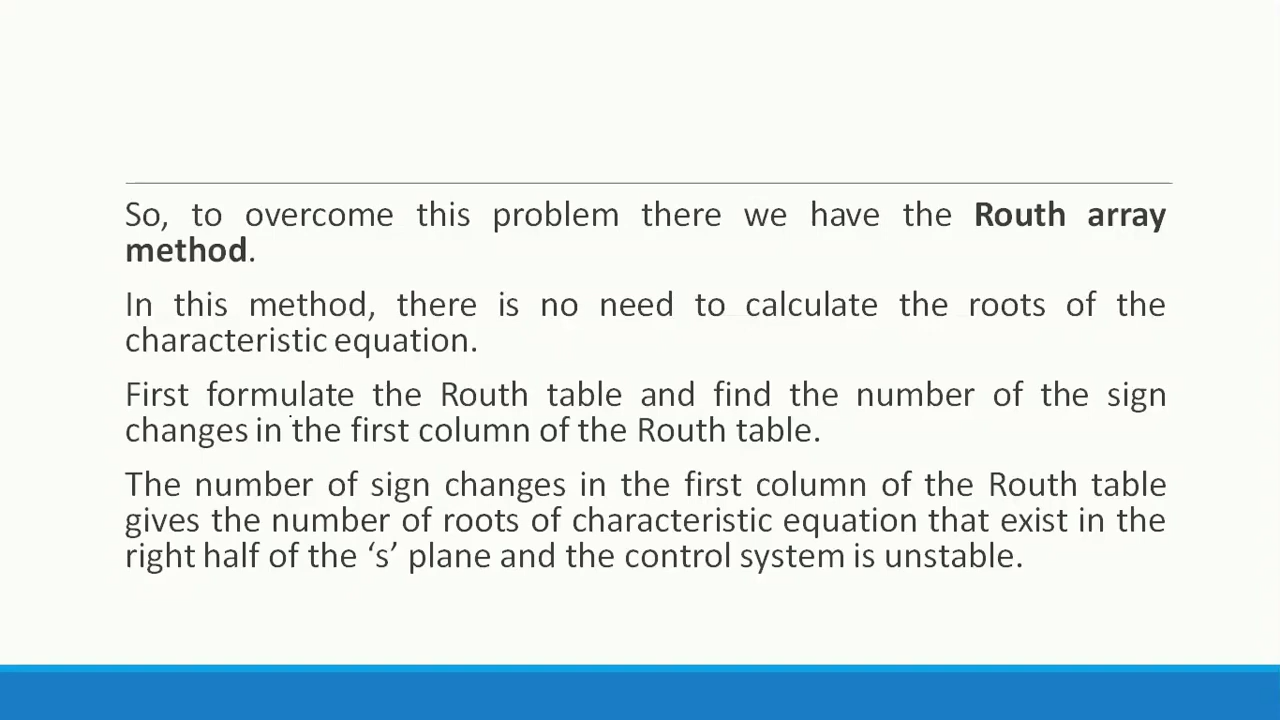 So, to overcome this problem there we have the Routh array
method.
In this method, there is no need to calculate the roots of the
characteristic equation.
First formulate the Routh table and find the number of the sign
changes in the first column of the Routh table.
The number of sign changes in the first column of the Routh table
gives the number of roots of characteristic equation that exist in the
right half of the ‘s’ plane and the control system is unstable.